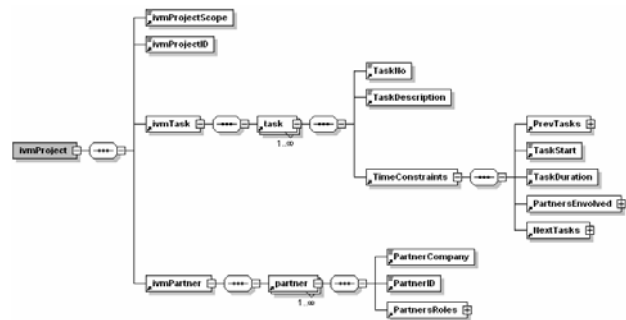 ivmProjectScope
ivmProjectID
TaskNo
TaskDescription
ivmTask
task
1..∞
PrevTasks
TaskStart
ivmProject
TimeConstraints
TaskDuration
PartnersEnvolved
NextTasks
PartnerCompany
ivmPartner
partner
PartnerID
1..∞
PartnersRoles